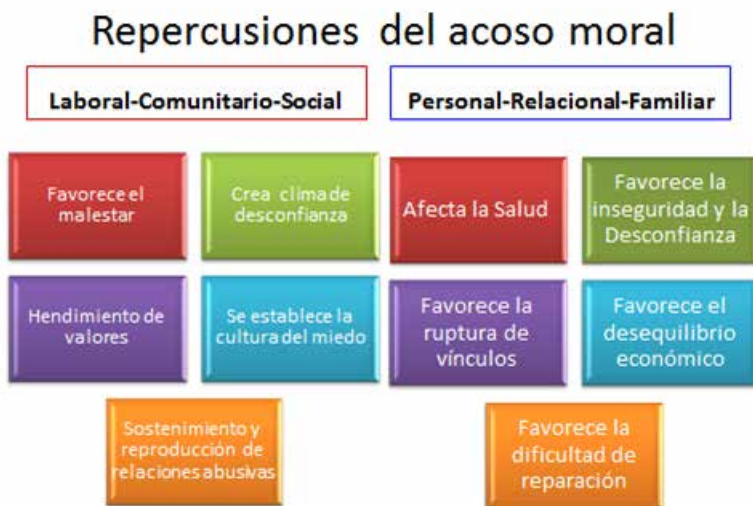 Repercusiones del acoso moral
Laboral-Comunitario-Social
Personal-Relacional-Familiar
Favorece el
malestar
Crea clima de
desconfianza
Afecta la Salud
Favorece la
inseguridad y la
Desconfianza
Hendimiento de
valores
Se establece la
cultura del miedo
Favorece la
ruptura de
vínculos
Favorece el
desequilibrio
económico
Sostenimiento y
reproducción de
relaciones abusivas
Favorece la
dificultad de
reparación